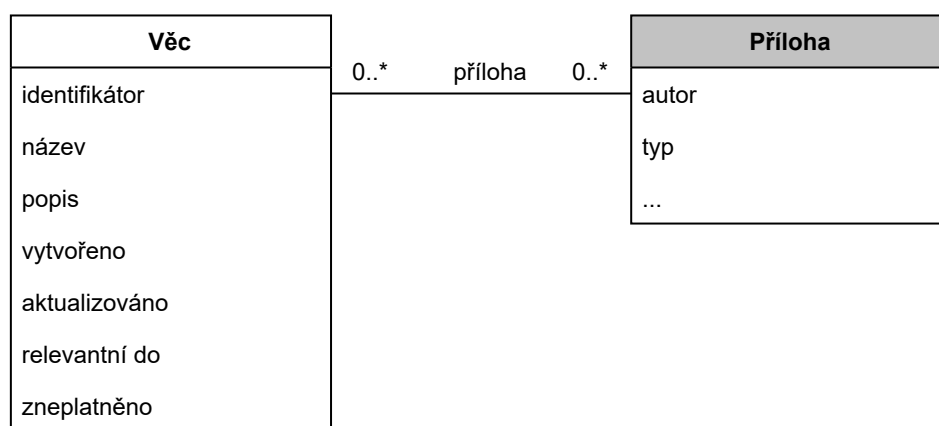 Věc
identifikátor
název
popis
vytvořeno
aktualizováno
relevantní do
zneplatněno
0..* příloha 0..*
Příloha
autor
typ
...